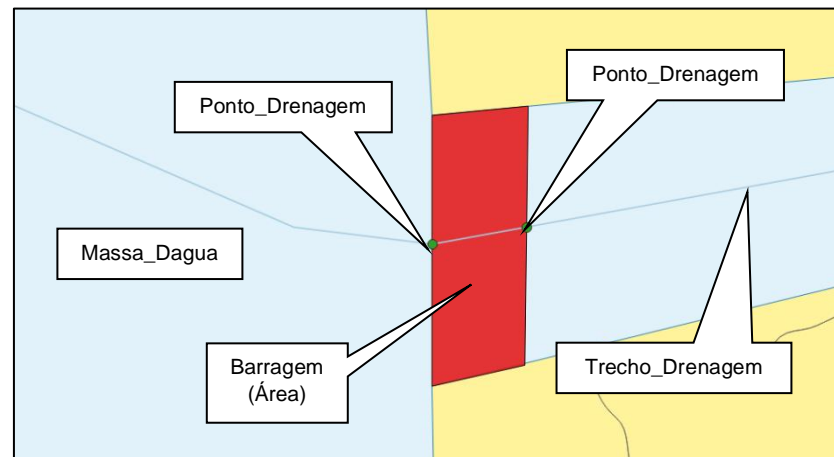 Ponto_Drenagem
Ponto_Drenagem
Massa_Dagua
Barragem
(Área)
Trecho_Drenagem